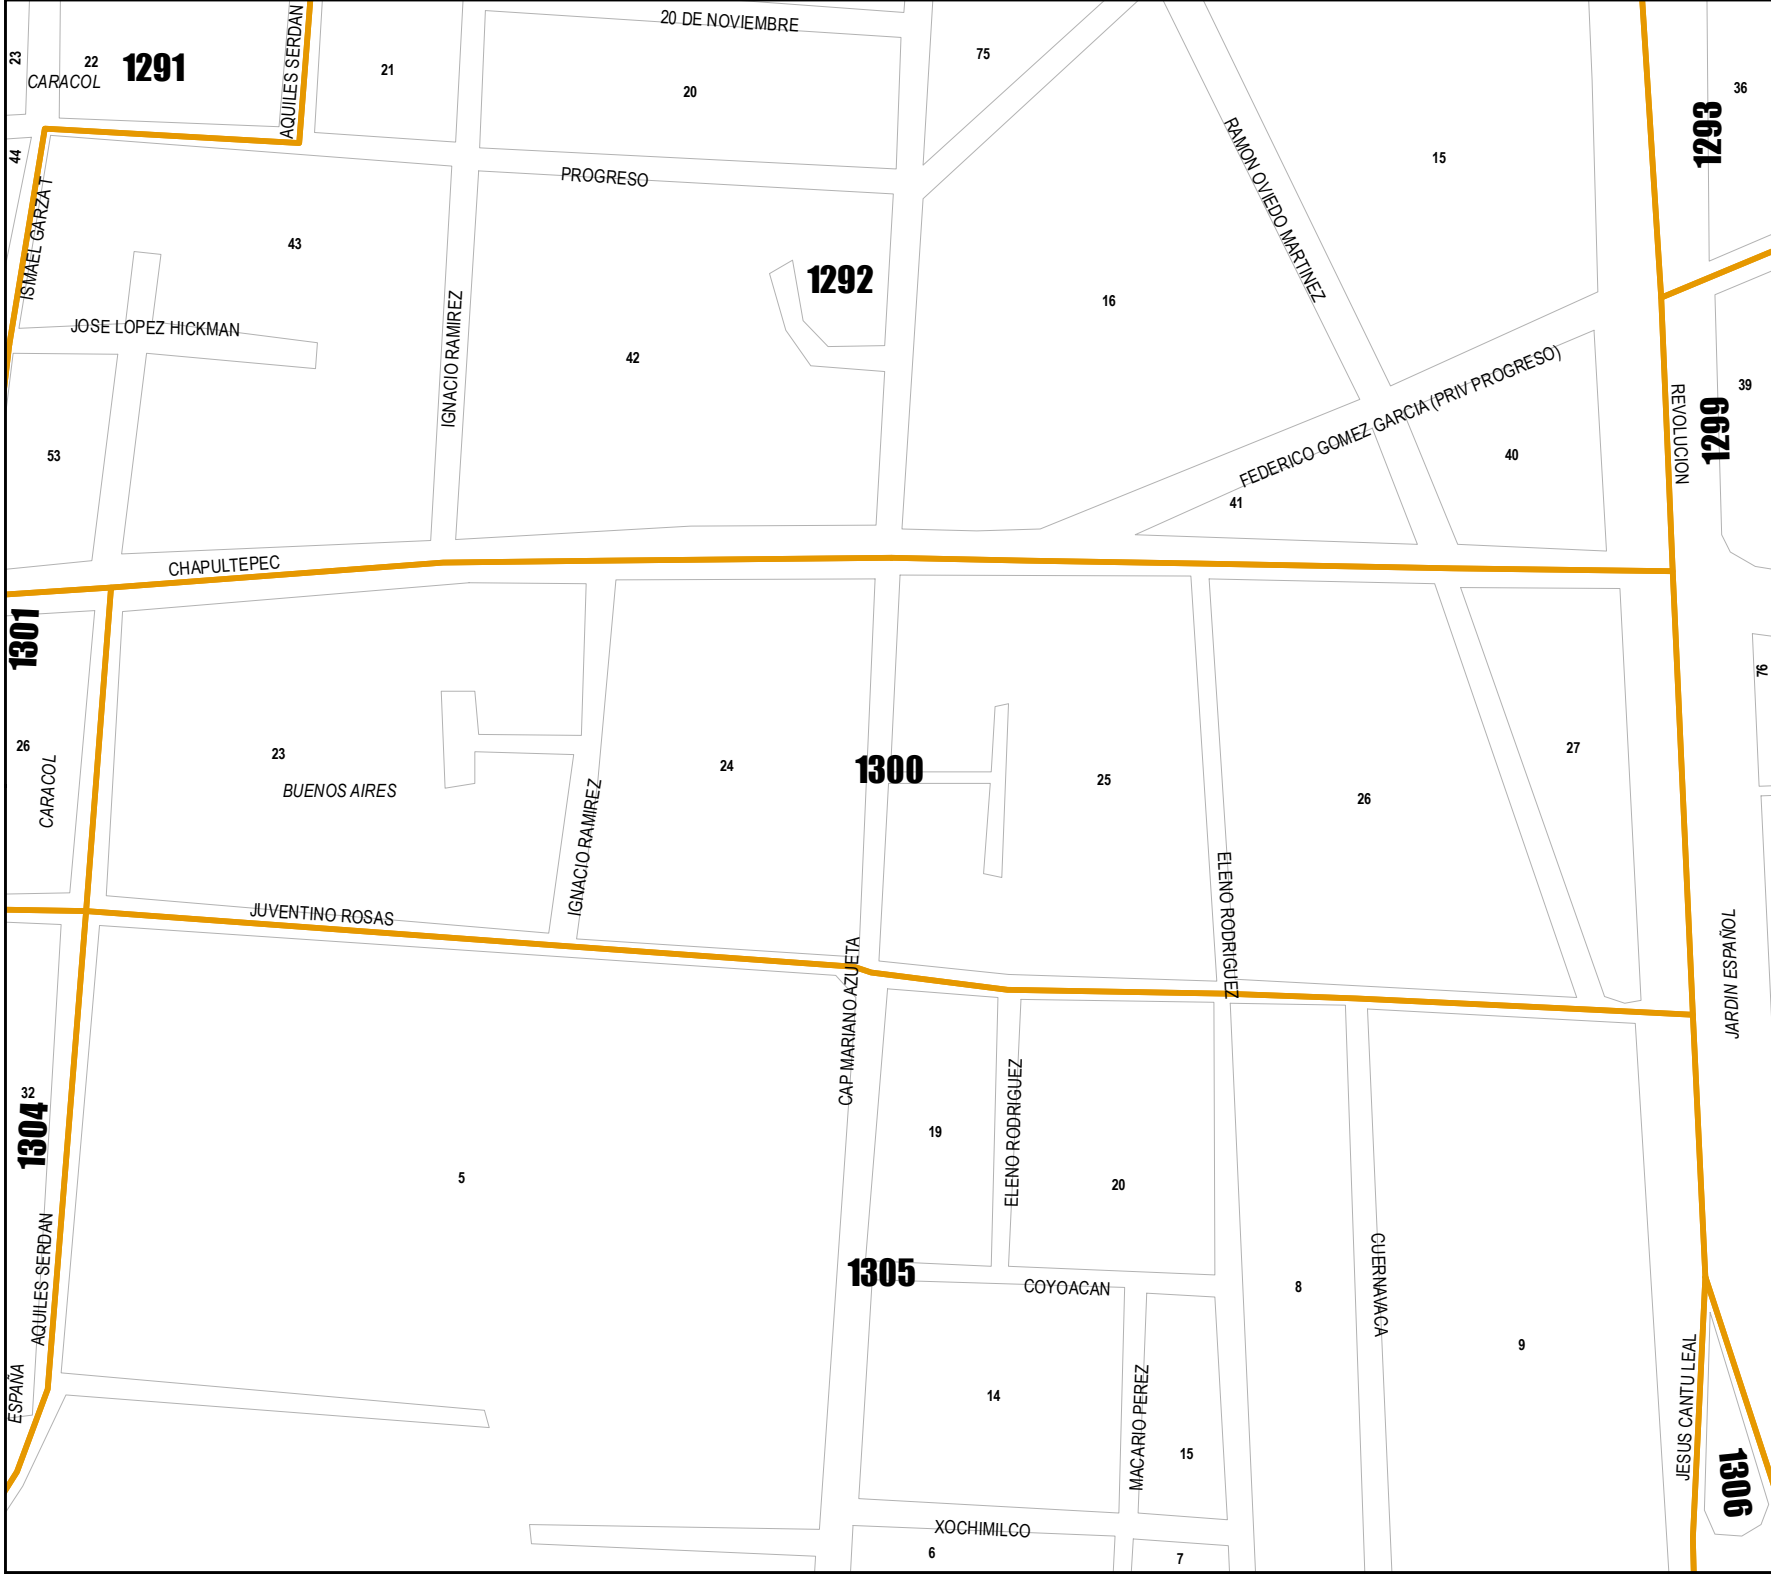 20 DE NOVIEMBRE
23
22
CARACOL
1291
AQUILES SERDAN
21
20
75
36
1293
15
RAMON OVIEDO MARTINEZ
44
ISMAEL GARZA T
PROGRESO
43
1292
16
JOSE LOPEZ HICKMAN
IGNACIO RAMIREZ
42
FEDERICO GOMEZ GARCIA (PRIV PROGRESO)
REVOLUCION
39
1299
53
40
41
CHAPULTEPEC
1301
76
26
CARACOL
23
BUENOS AIRES
24
1300
25
26
27
IGNACIO RAMIREZ
ELENO RODRIGUEZ
JUVENTINO ROSAS
CAP MARIANO AZUETA
JARDIN ESPAÑOL
32
1304
5
19
ELENO RODRIGUEZ
20
AQUILES SERDAN
1305
COYOACAN
8
CUERNAVACA
9
ESPAÑA
14
MACARIO PEREZ
15
JESUS CANTU LEAL
1306
XOCHIMILCO
6
7